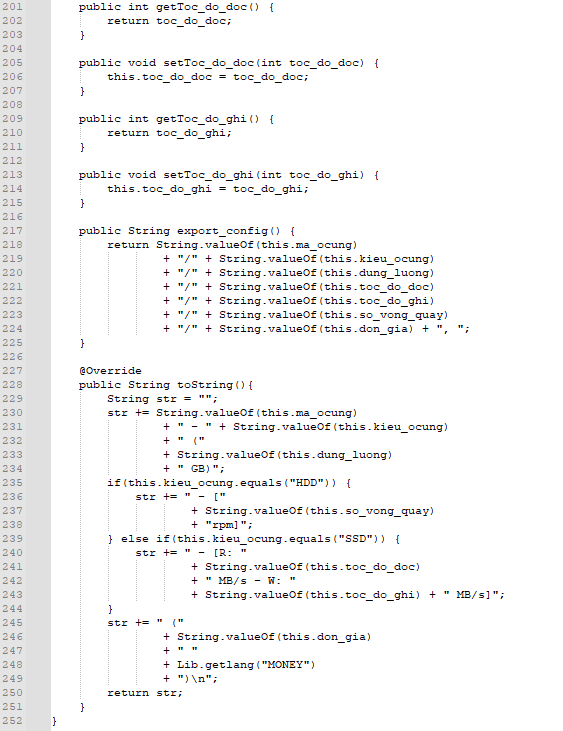 201 public int getToc_do_doc() {
202 return toc_do_doc;
203 }
204
205 public void setToc_do_doc(int toc_do_doc) {
206 this.toc_do_doc = toc_do_doc;
207 }
208
209 public int getToc_do_ghi() {
210 return toc_do_ghi;
211 }
212
213 public void setToc_do_ghi(int toc_do_ghi) {
214 this.toc_do_ghi = toc_do_ghi;
215 }
216
217 public String export_config() {
218 return String.valueOf(this.ma_ocung)
219 + "/" + String.valueOf(this.kieu_ocung)
220 + "/" + String.valueOf(this.dung_luong)
221 + "/" + String.valueOf(this.toc_do_doc)
222 + "/" + String.valueOf(this.toc_do_ghi)
223 + "/" + String.valueOf(this.so_vong_quay)
224 + "/" + String.valueOf(this.don_gia) + ", ";
225 }
226
227 @Override
228 public String toString(){
229 String str = "";
230 str += String.valueOf(this.ma_ocung)
231 + " - " + String.valueOf(this.kieu_ocung)
232 + " ("
233 + String.valueOf(this.dung_luong)
234 + " GB)";
235 if(this.kieu_ocung.equals("HDD")) {
236 str += " - ["
237 + String.valueOf(this.so_vong_quay)
238 + "rpm]";
239 } else if(this.kieu_ocung.equals("SSD")) {
240 str += " - [R: "
241 + String.valueOf(this.toc_do_doc)
242 + " MB/s - W: "
243 + String.valueOf(this.toc_do_ghi) + " MB/s]";
244 }
245 str += " ("
246 + String.valueOf(this.don_gia)
247 + " "
248 + Lib.getlang("MONEY")
249 + ")\n";
250 return str;
251 }
252 }